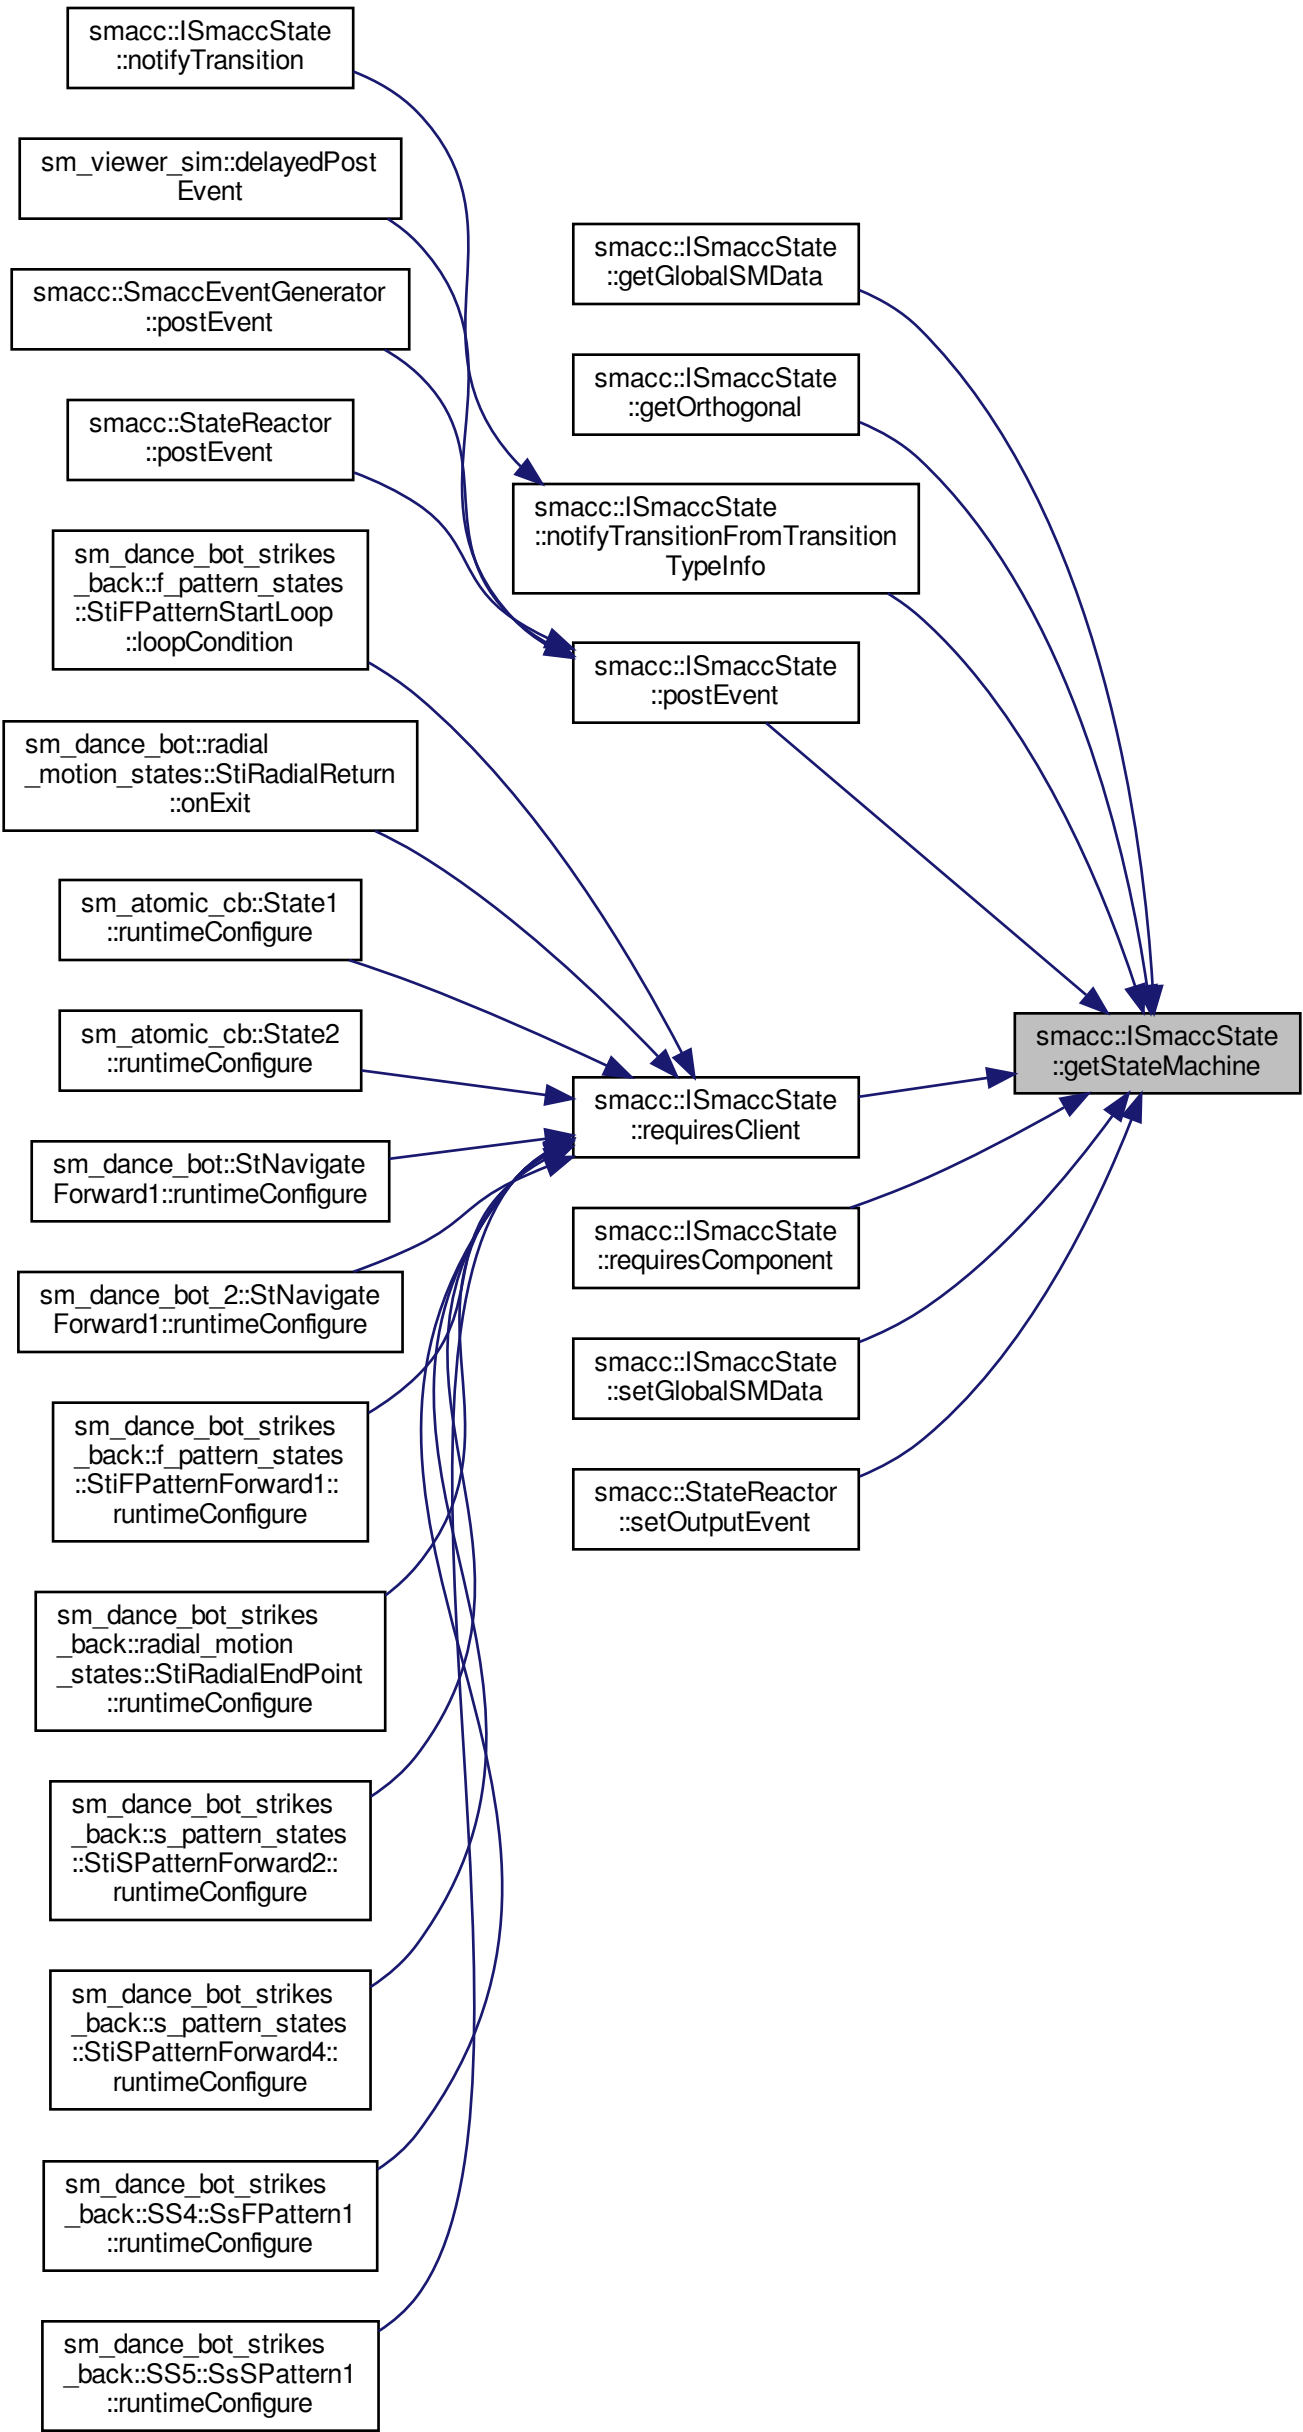 smacc::ISmaccState
::notifyTransition
sm_viewer_sim::delayedPost
Event
smacc::SmaccEventGenerator
::postEvent
smacc::StateReactor
::postEvent
sm_dance_bot_strikes
_back::f_pattern_states
::StiFPatternStartLoop
::loopCondition
sm_dance_bot::radial
_motion_states::StiRadialReturn
::onExit
sm_atomic_cb::State1
::runtimeConfigure
sm_atomic_cb::State2
::runtimeConfigure
sm_dance_bot::StNavigate
Forward1::runtimeConfigure
sm_dance_bot_2::StNavigate
Forward1::runtimeConfigure
sm_dance_bot_strikes
_back::f_pattern_states
::StiFPatternForward1::
runtimeConfigure
sm_dance_bot_strikes
_back::radial_motion
_states::StiRadialEndPoint
::runtimeConfigure
sm_dance_bot_strikes
_back::s_pattern_states
::StiSPatternForward2::
runtimeConfigure
sm_dance_bot_strikes
_back::s_pattern_states
::StiSPatternForward4::
runtimeConfigure
sm_dance_bot_strikes
_back::SS4::SsFPattern1
::runtimeConfigure
sm_dance_bot_strikes
_back::SS5::SsSPattern1
::runtimeConfigure
smacc::ISmaccState
::getGlobalSMData
smacc::ISmaccState
::getOrthogonal
smacc::ISmaccState
::notifyTransitionFromTransition
TypeInfo
smacc::ISmaccState
::postEvent
smacc::ISmaccState
::requiresClient
smacc::ISmaccState
::requiresComponent
smacc::ISmaccState
::setGlobalSMData
smacc::StateReactor
::setOutputEvent
smacc::ISmaccState
::getStateMachine